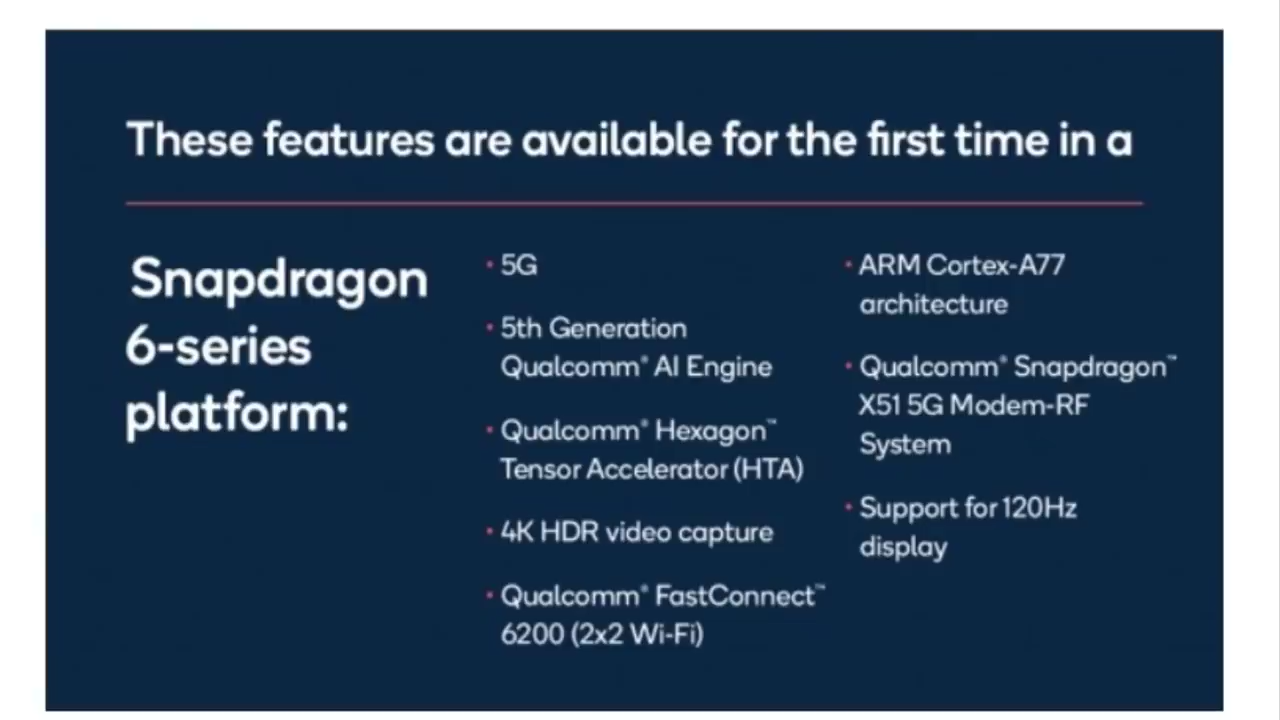 These features are available for the first time in a
Snapdragon
6-series
platform:
• 5G
• 5th Generation
Qualcomm® AI Engine
• Qualcomm® Hexagon™
Tensor Accelerator (HTA)
• 4K HDR video capture
• Qualcomm® FastConnect™
6200 (2x2 Wi-Fi)
• ARM Cortex-A77
architecture
• Qualcomm® Snapdragon™
X51 5G Modem-RF
System
• Support for 120Hz
display